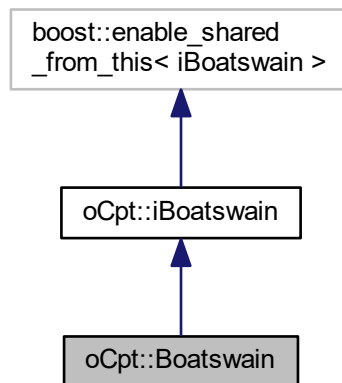 boost::enable_shared
_from_this< iBoatswain >
oCpt::iBoatswain
oCpt::Boatswain